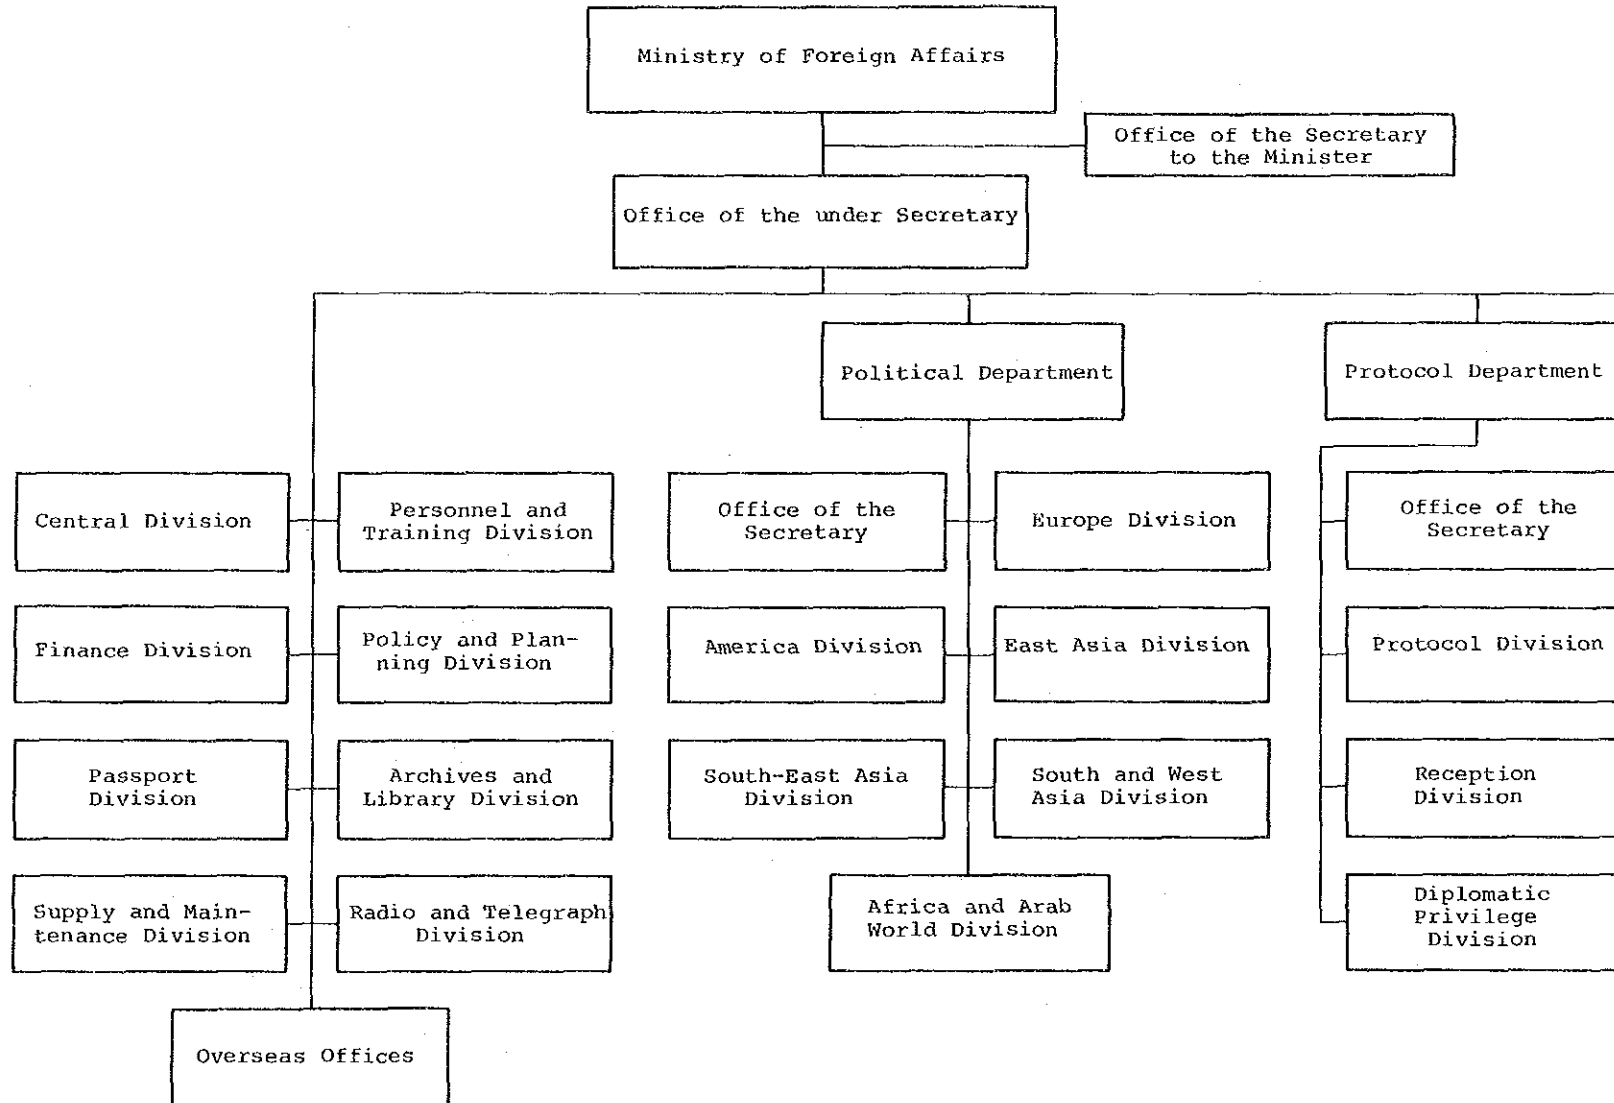 Ministry of Foreign Affairs
Office of the Secretary
to the Minister
Office of the under Secretary
Political Department
Protocol Department
Central Division
Personnel and
Training Division
Office of the
Secretary
Europe Division
Office of the
Secretary
Finance Division
Policy and Plan-
ning Division
America Division
East Asia Division
Protocol Division
Passport
Division
Archives and
Library Division
South-East Asia
Division
South and West
Asia Division
Reception
Division
Supply and Main-
tenance Division
Radio and Telegraph
Division
Africa and Arab
World Division
Diplomatic
Privilege
Division
Overseas Offices